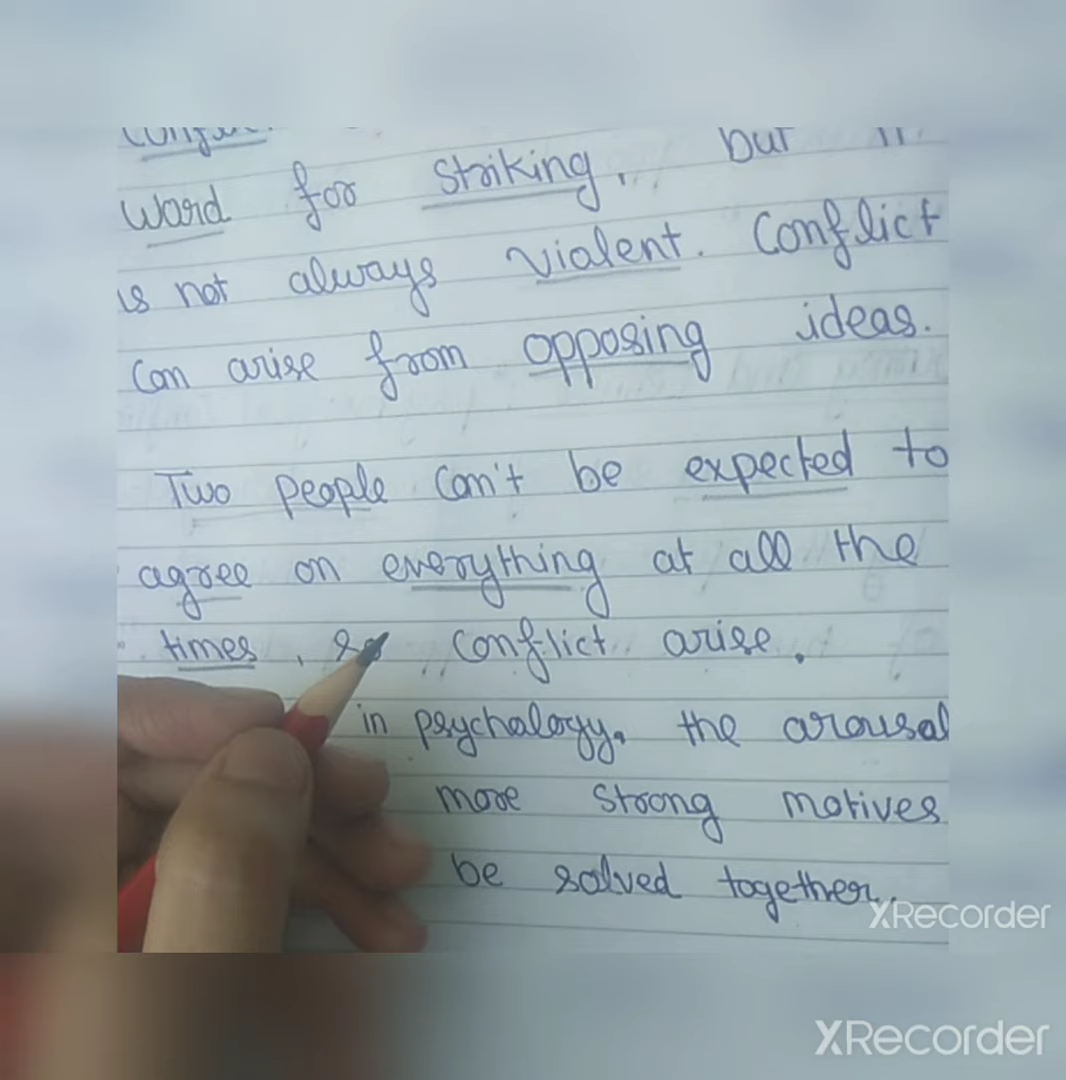 word for striking, but
is not always violent. Conflict
can arise from opposing ideas.
Two people can't be expected to
agree on everything at all the
times, so conflict arise.
in psychology, the arousal
more strong motives
be solved together.
XRecorder
XRecorder